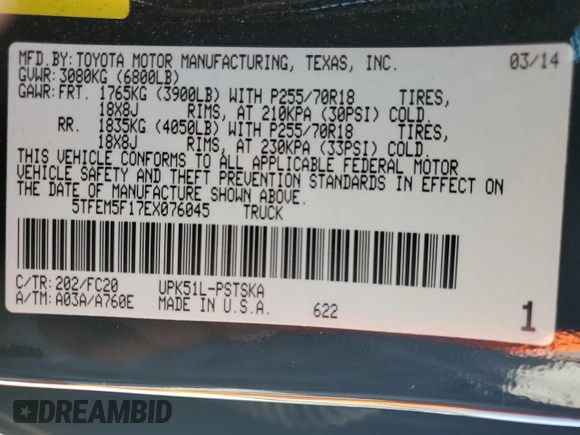 MFD.BY: TOYOTA MOTOR MANUFACTURING, TEXAS, INC. 03/14
GVWR: 3080KG (6800LB)
GAWR: FRT. 1765KG (3900LB) WITH P255/70R18 TIRES,
18X8J RIMS, AT 210KPA (30PSI) COLD.
RR. 1835KG (4050LB) WITH P255/70R18 TIRES,
18X8J RIMS, AT 230KPA (33PSI) COLD.
THIS VEHICLE CONFORMS TO ALL APPLICABLE FEDERAL MOTOR
VEHICLE SAFETY AND THEFT PREVENTION STANDARDS IN EFFECT ON
THE DATE OF MANUFACTURE SHOWN ABOVE.
5TFEM5F17EX076045 TRUCK
C/TR: 202/FC20 UPK51L-PSTSKA
A/TM: A03A/A760E MADE IN U.S.A. 622 1
DREAMBID